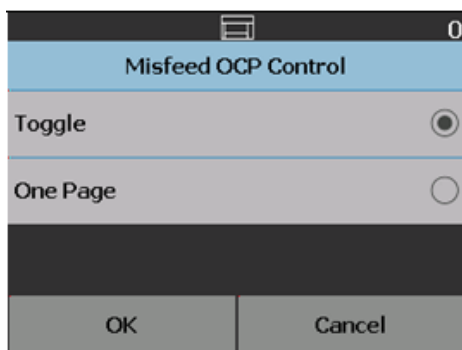 0
Misfeed OCP Control
Toggle
One Page
OK
Cancel